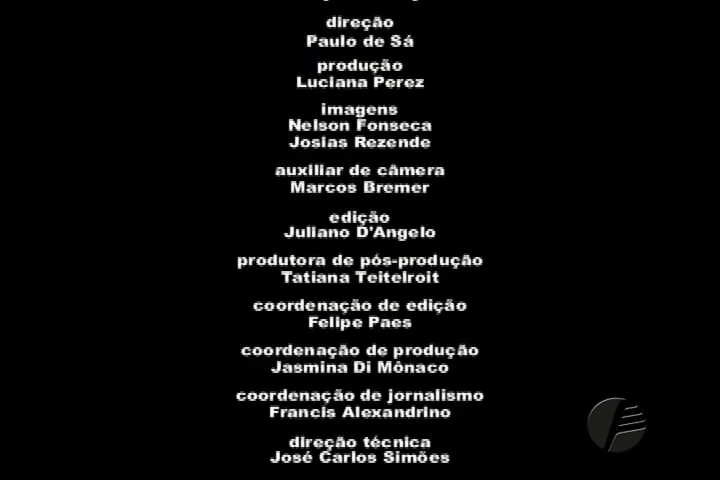 direção
Paulo de Sá
produção
Luciana Perez
imagens
Nelson Fonseca
Josias Rezende
auxiliar de câmera
Marcos Bremer
edição
Juliano D'Angelo
produtora de pós-produção
Tatiana Teitelroit
coordenação de edição
Felipe Paes
coordenação de produção
Jasmina Di Mônaco
coordenação de jornalismo
Francis Alexandrino
direção técnica
José Carlos Simões